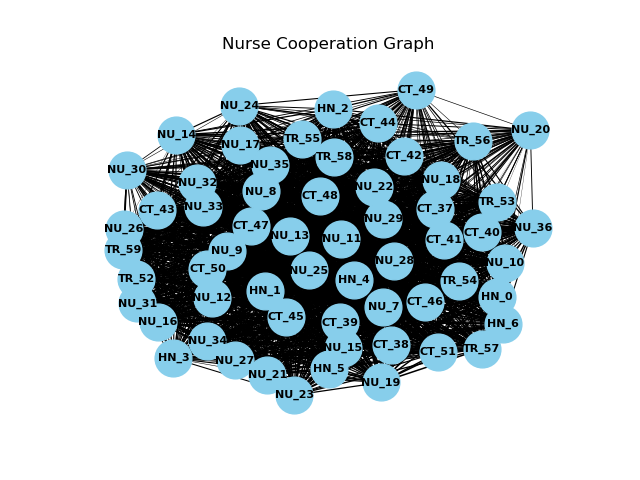 Nurse Cooperation Graph
CT_49
NU_24
HN_2
CT_44
NU_20
NU_14
TR_55
TR_56
NU_17
CT_42
TR_58
NU_35
NU_30
NU_18
NU_32
NU_22
NU_8
CT_48
TR_53
NU_33
CT_43
CT_37
NU_29
CT_47
NU_26
NU_36
CT_40
NU_13
NU_11
CT_41
TR_59
NU_9
NU_28
NU_10
CT_50
NU_25
TR_52
HN_4
TR_54
HN_1
NU_12
HN_0
NU_31
CT_46
NU_7
CT_45
NU_16
CT_39
HN_6
NU_34
CT_38
NU_15
TR_57
CT_51
HN_3
NU_27
HN_5
NU_21
NU_19
NU_23